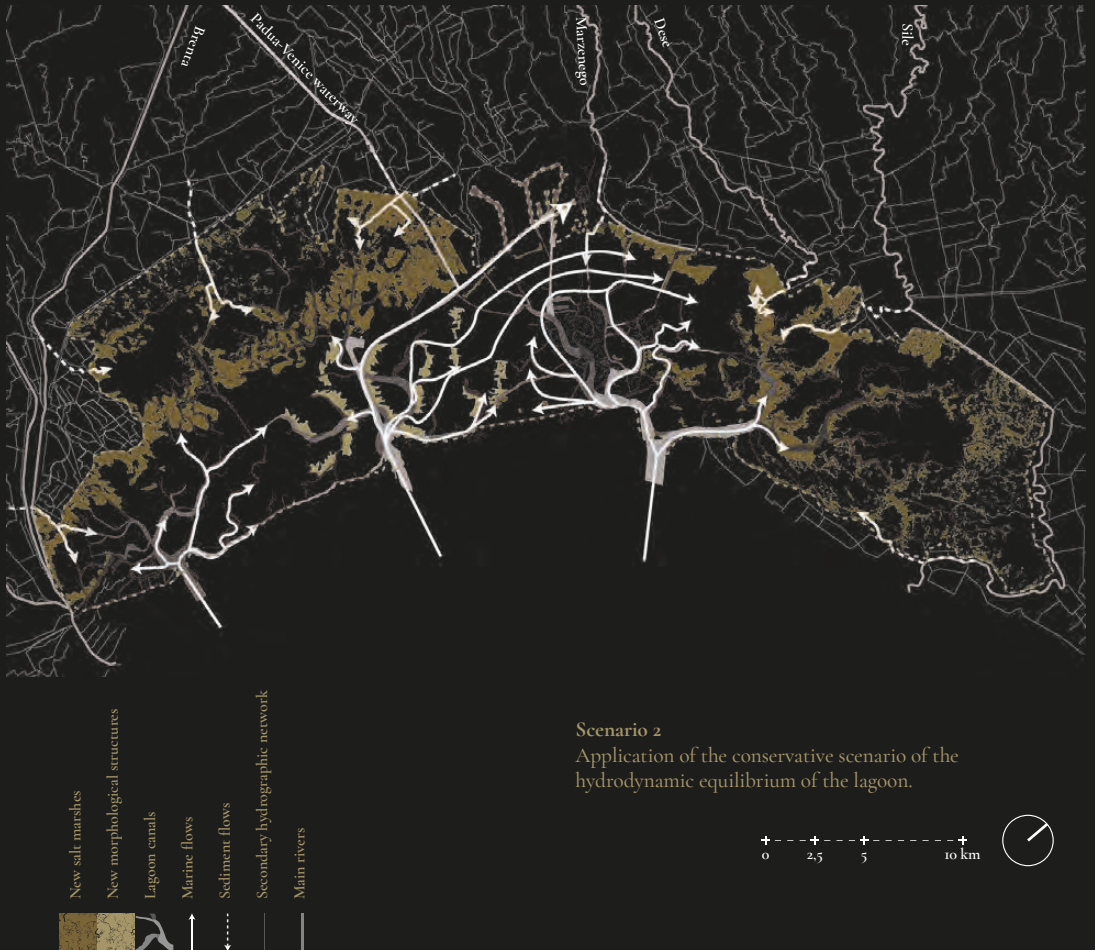 Brenta
Padua-Venice waterway
Marzenego
Dese
Sile
New salt marshes
New morphological structures
Lagoon canals
Marine flows
Sediment flows
Secondary hydrographic network
Main rivers
Scenario 2
Application of the conservative scenario of the
hydrodynamic equilibrium of the lagoon.
0 2,5 5 10 km